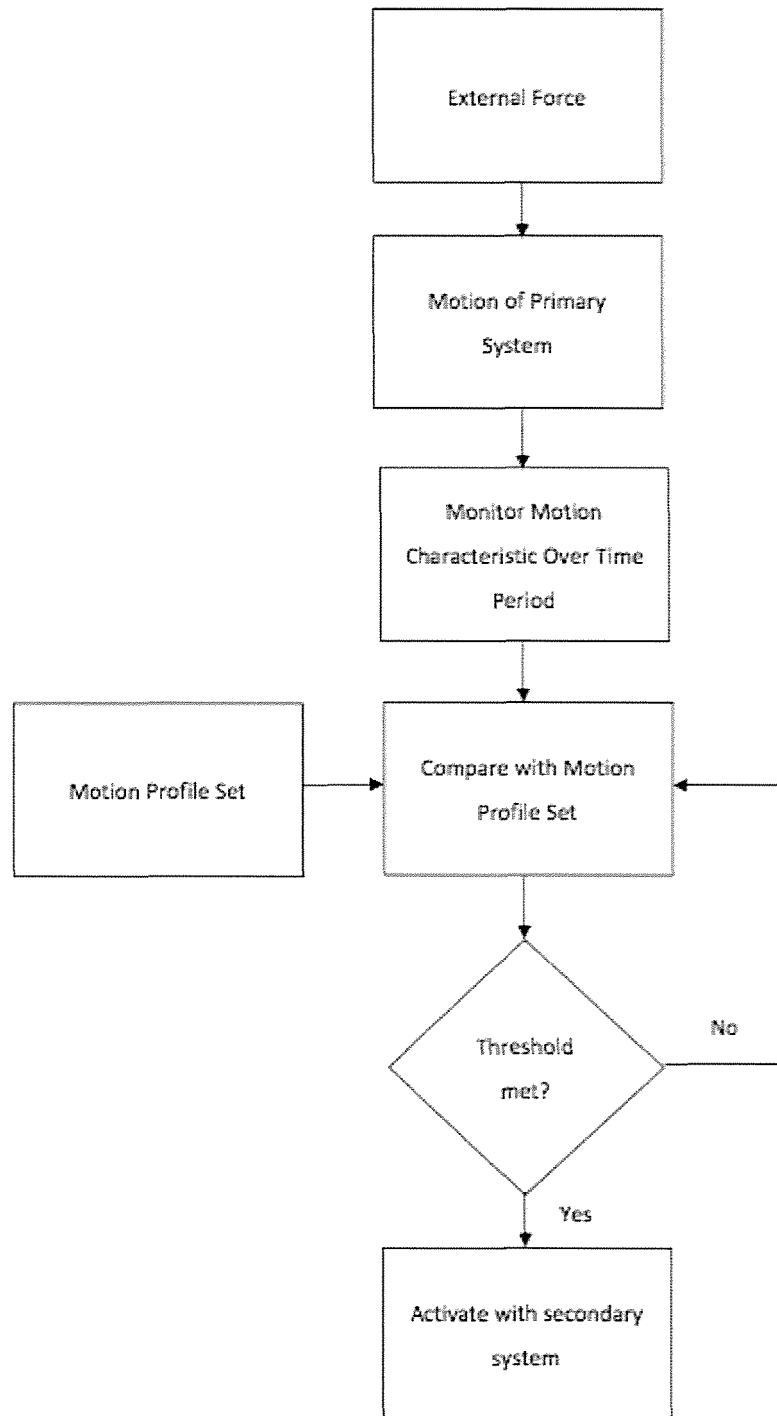 External Force
Motion of Primary
System
Monitor Motion
Characteristic Over Time
Period
Motion Profile Set
Compare with Motion
Profile Set
Threshold
met?
No
Yes
Activate with secondary
system